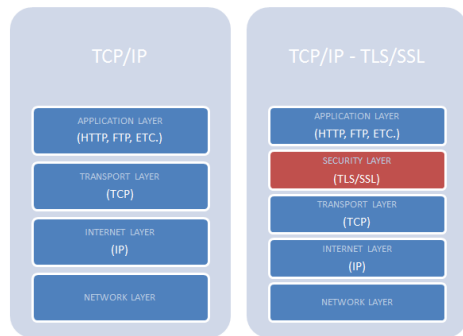 TCP/IP
APPLICATION LAYER
(HTTP, FTP, ETC.)
TRANSPORT LAYER
(TCP)
INTERNET LAYER
(IP)
NETWORK LAYER
TCP/IP - TLS/SSL
APPLICATION LAYER
(HTTP, FTP, ETC.)
SECURITY LAYER
(TLS/SSL)
TRANSPORT LAYER
(TCP)
INTERNET LAYER
(IP)
NETWORK LAYER